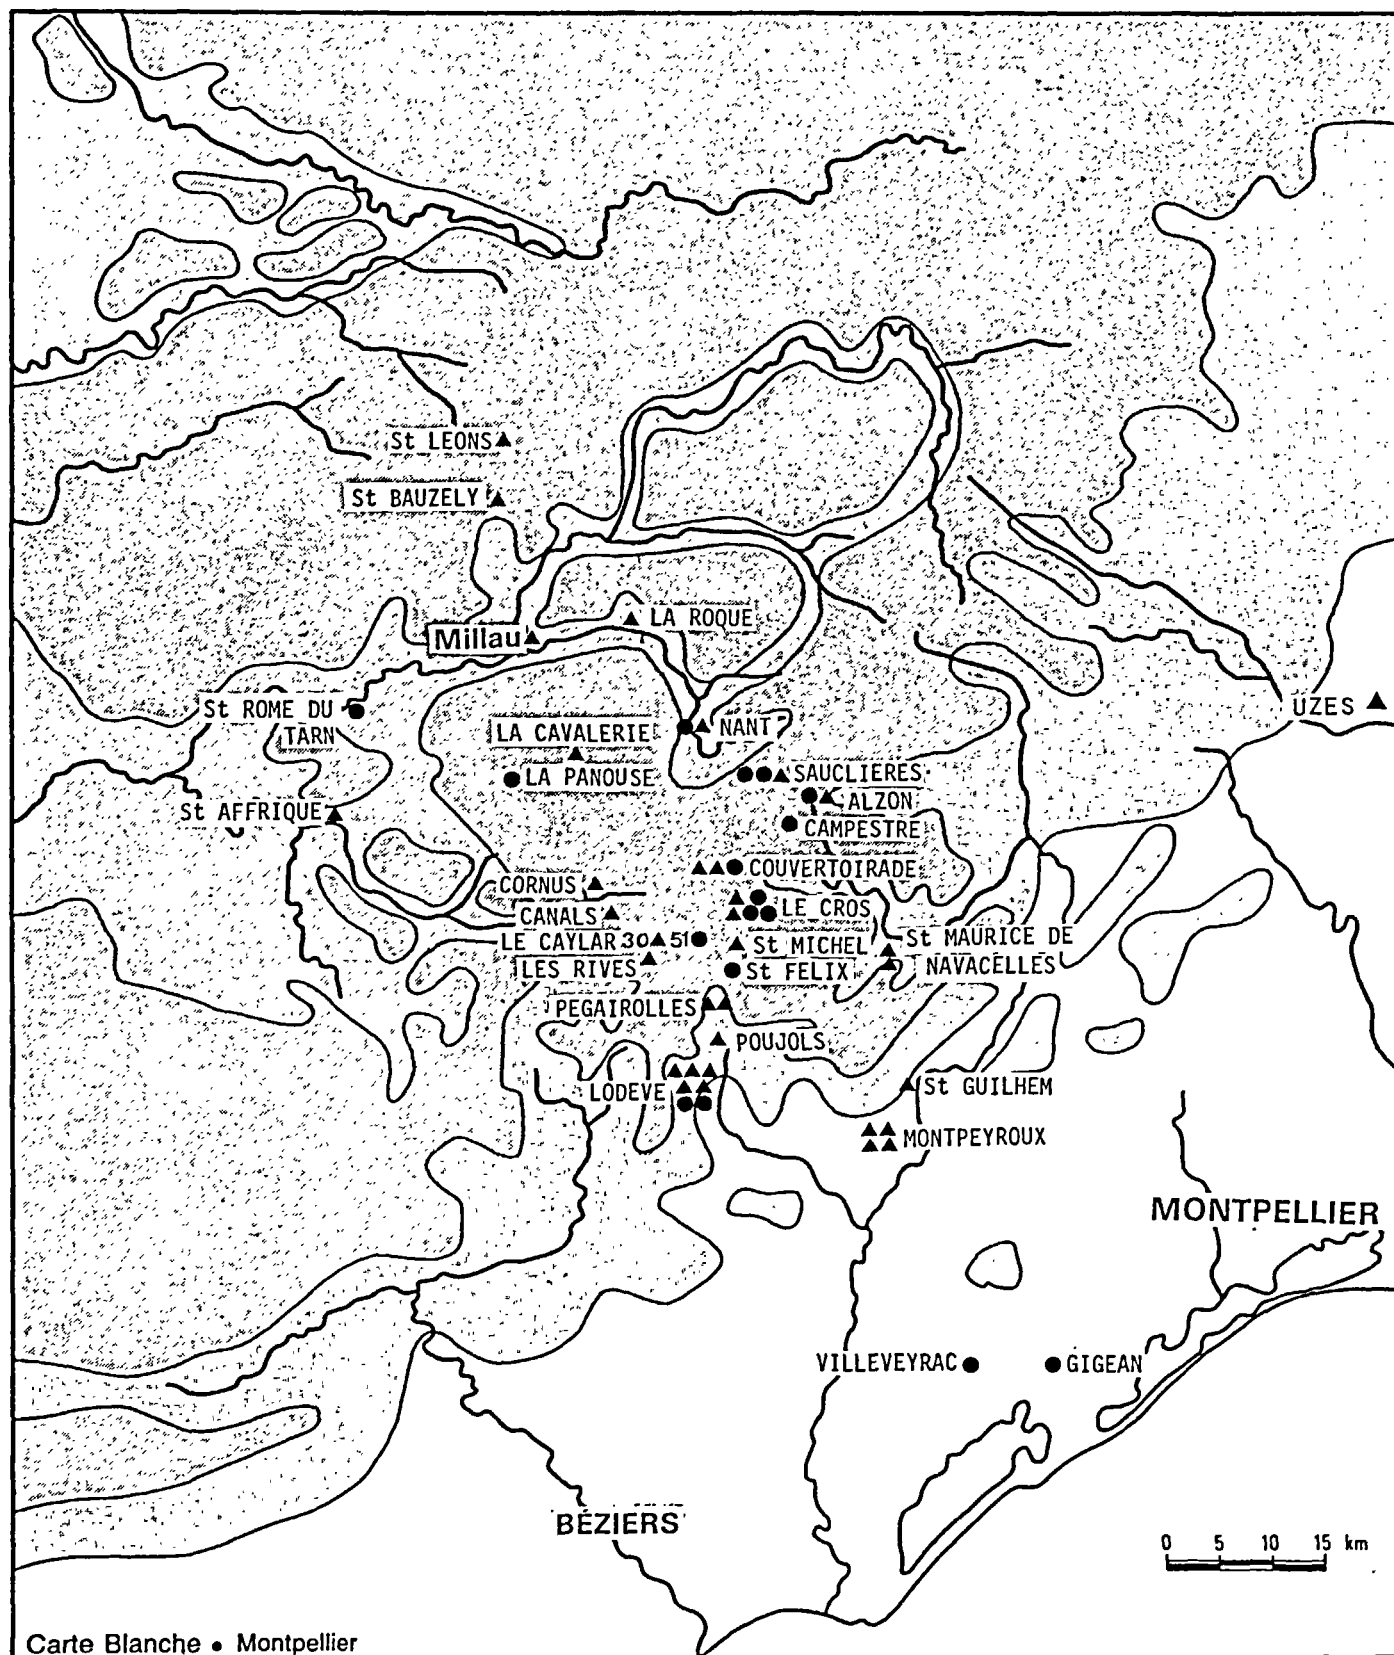 St LEONS
St BAUZELY
LA ROQUE
Millau
UZES
St ROME DU
TARN
NANT
LA CAVALERIE
LA PANOUSE
SAUCLIERES
St AFFRIQUE
ALZON
CAMPESTRE
COUVERTOIRADE
CORNUS
LE CROS
CANALS
LE CAYLAR 30 51
St MICHEL
St MAURICE DE
NAVACELLES
LES RIVES
St FELIX
PEGAIROLLES
POUJOLS
LODEVE
St GUILHEM
MONTPEYROUX
MONTPELLIER
VILLEVEYRAC
GIGEAN
BÉZIERS
0 5 10 15 km
Carte Blanche • Montpellier